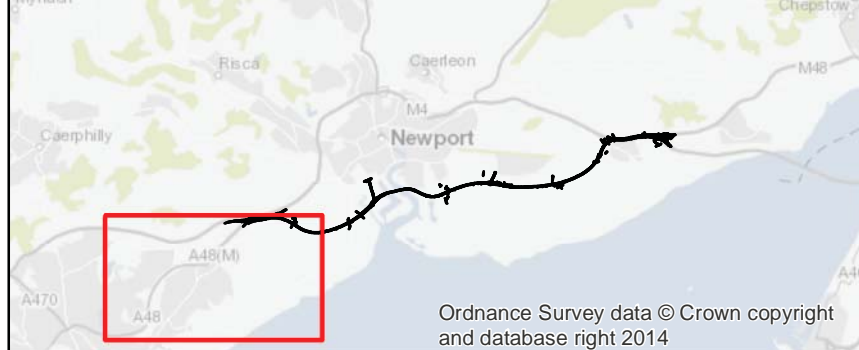 Chepstow
Risca
Caerleon
M48
M4
Caerphilly
Newport
A48(M)
A470
A48
Ordnance Survey data © Crown copyright
and database right 2014